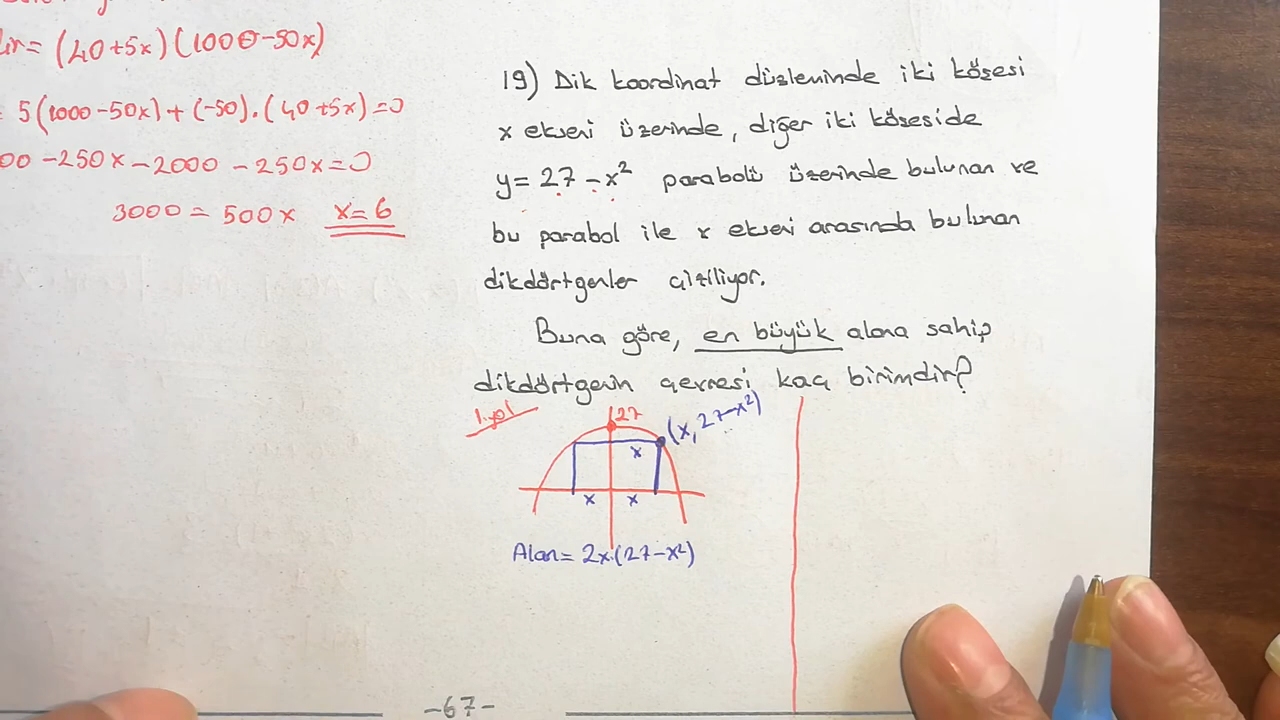 = (40+5x)(1000-50x)
= 5(1000-50x)+(-50).(40+5x)=0
00 -250x -2000 -250x=0
3000 = 500x x=6
19) Dik koordinat düzleminde iki köşesi
x ekseni üzerinde, diğer iki köşeside
y= 27 -x² parabolü üzerinde bulunan ve
bu parabol ile x ekseni arasında bulunan
dikdörtgenler çiziliyor.
Buna göre, en büyük alana sahip
dikdörtgenin çevresi kaç birimdir?
1.yol
27
(x, 27-x²)
x
x x
Alan= 2x.(27-x²)
-67-